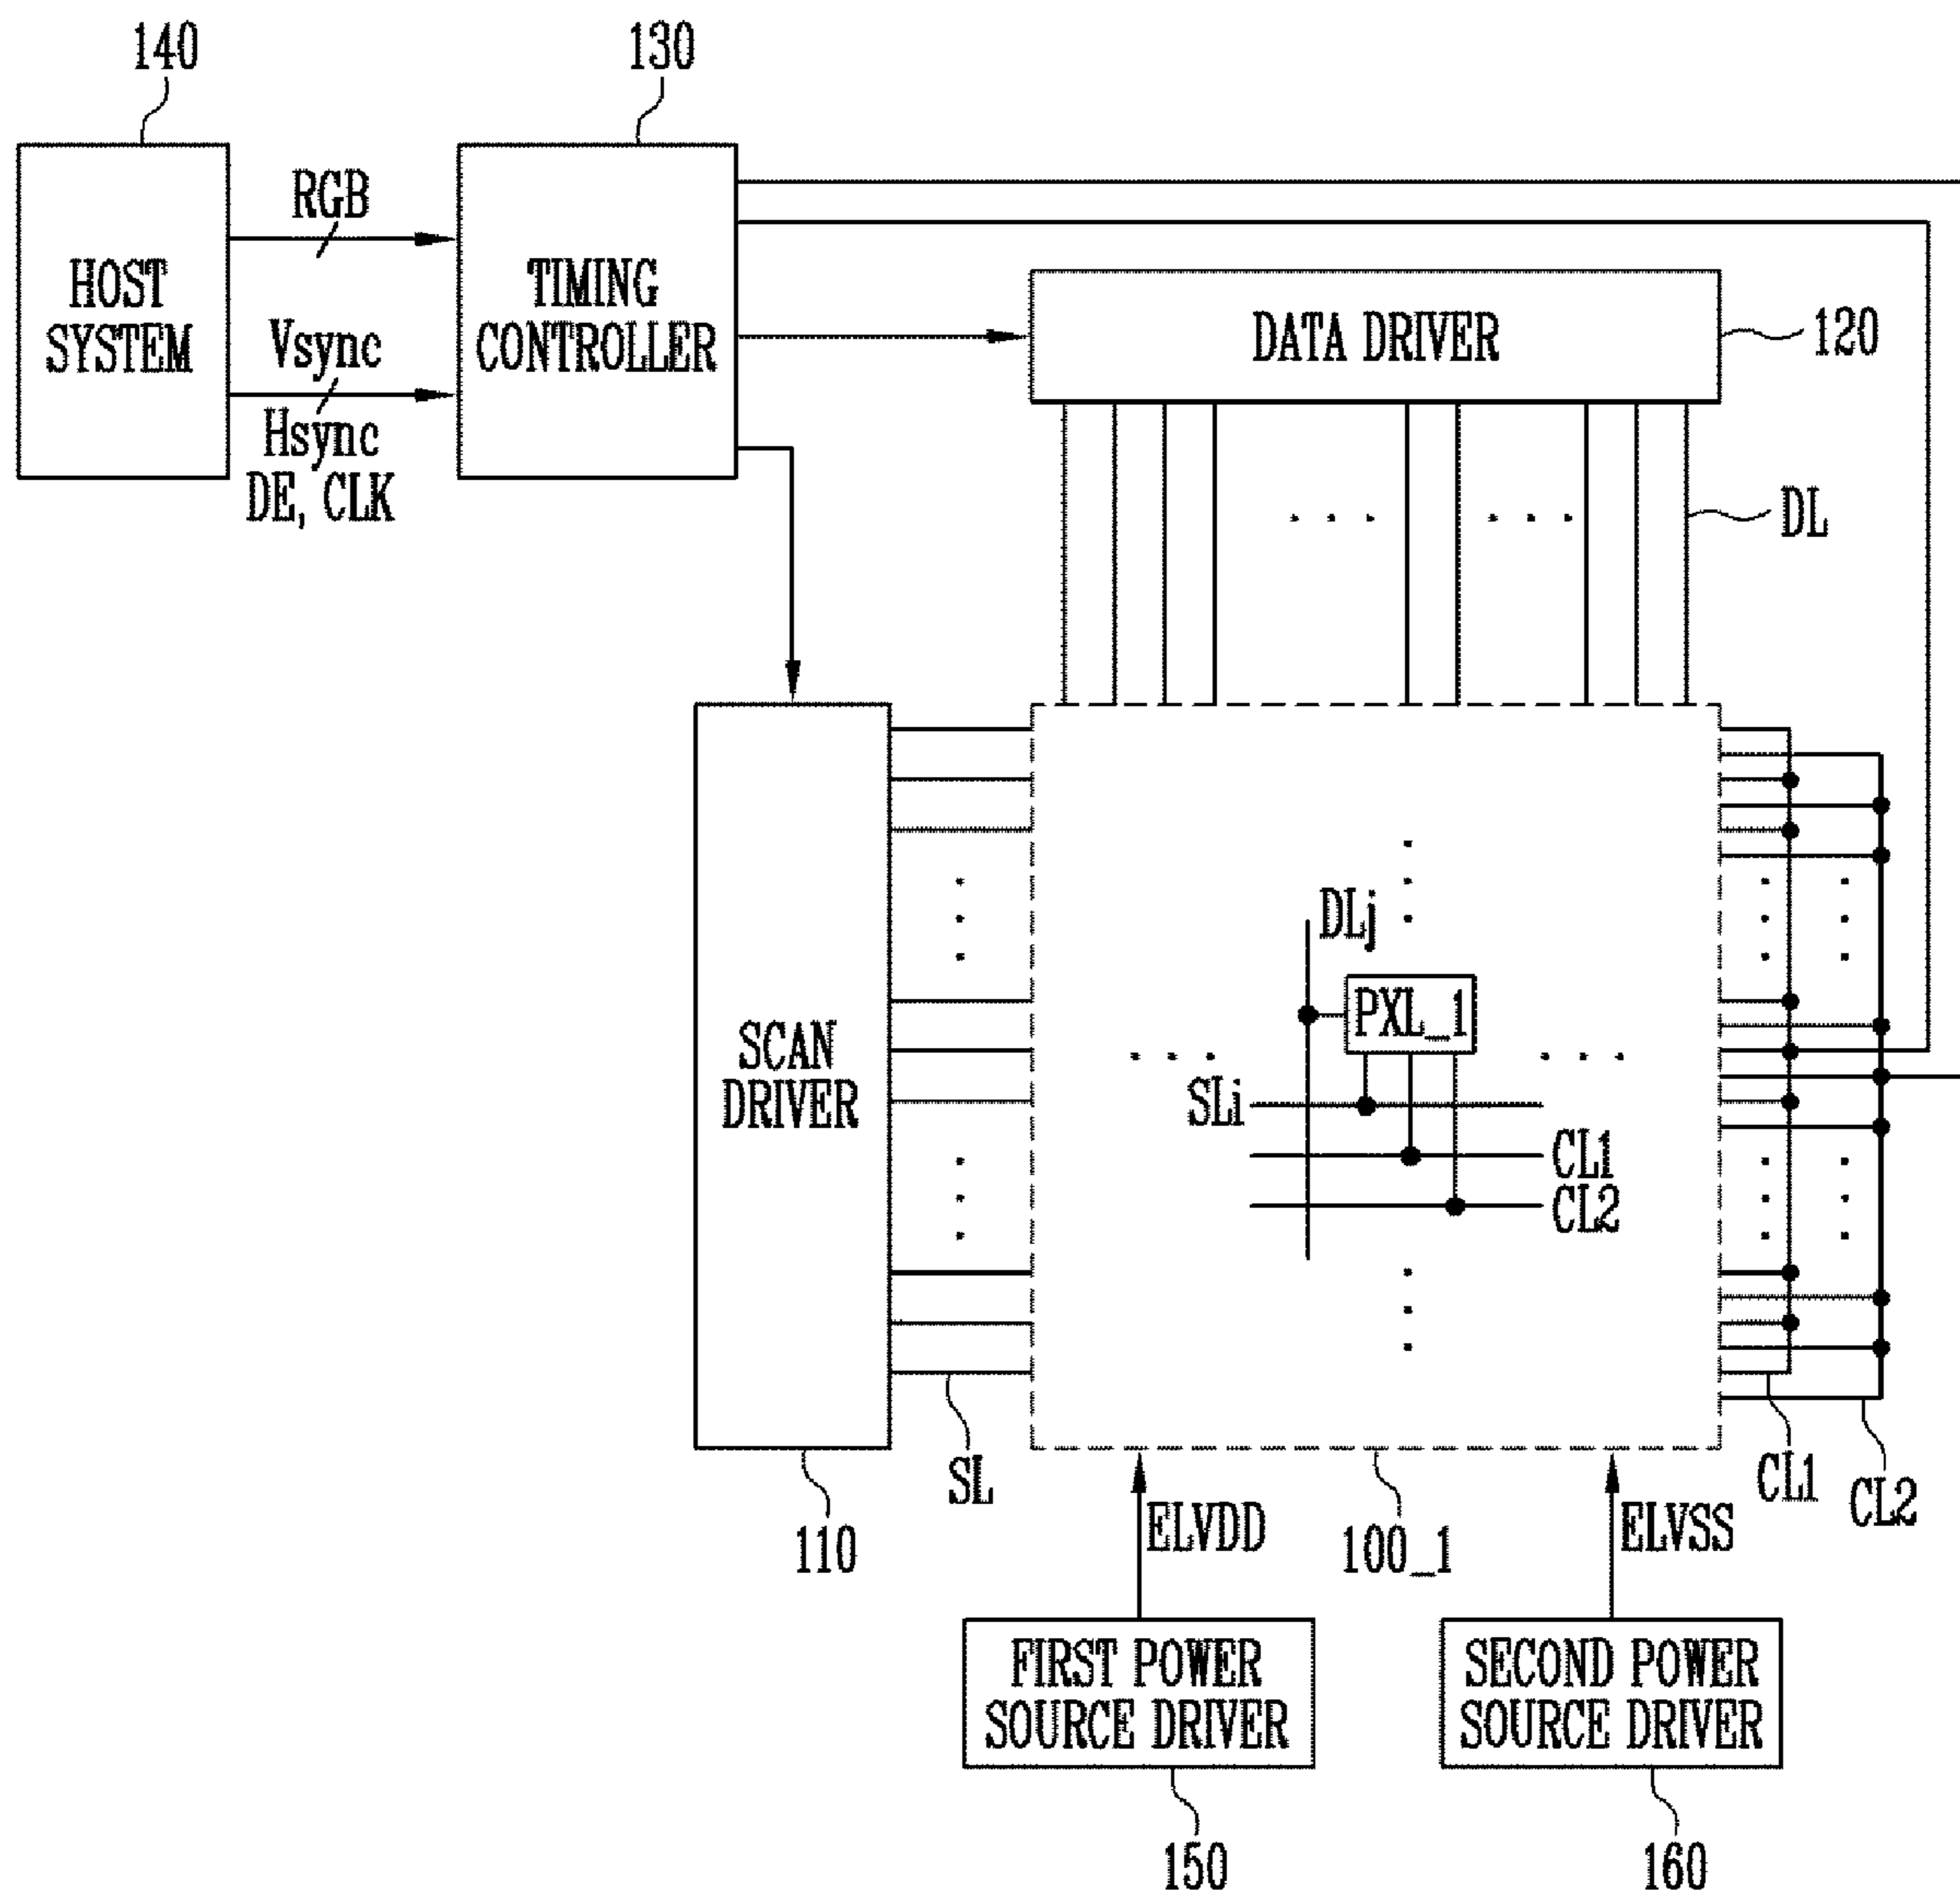 140
130
HOST
SYSTEM
RGB
Vsync
Hsync
DE, CLK
TIMING
CONTROLLER
DATA DRIVER
120
DL
SCAN
DRIVER
DLj
PXL_1
SLi
CL1
CL2
SL
110
ELVDD
100_1
ELVSS
CL1
CL2
FIRST POWER
SOURCE DRIVER
SECOND POWER
SOURCE DRIVER
150
160